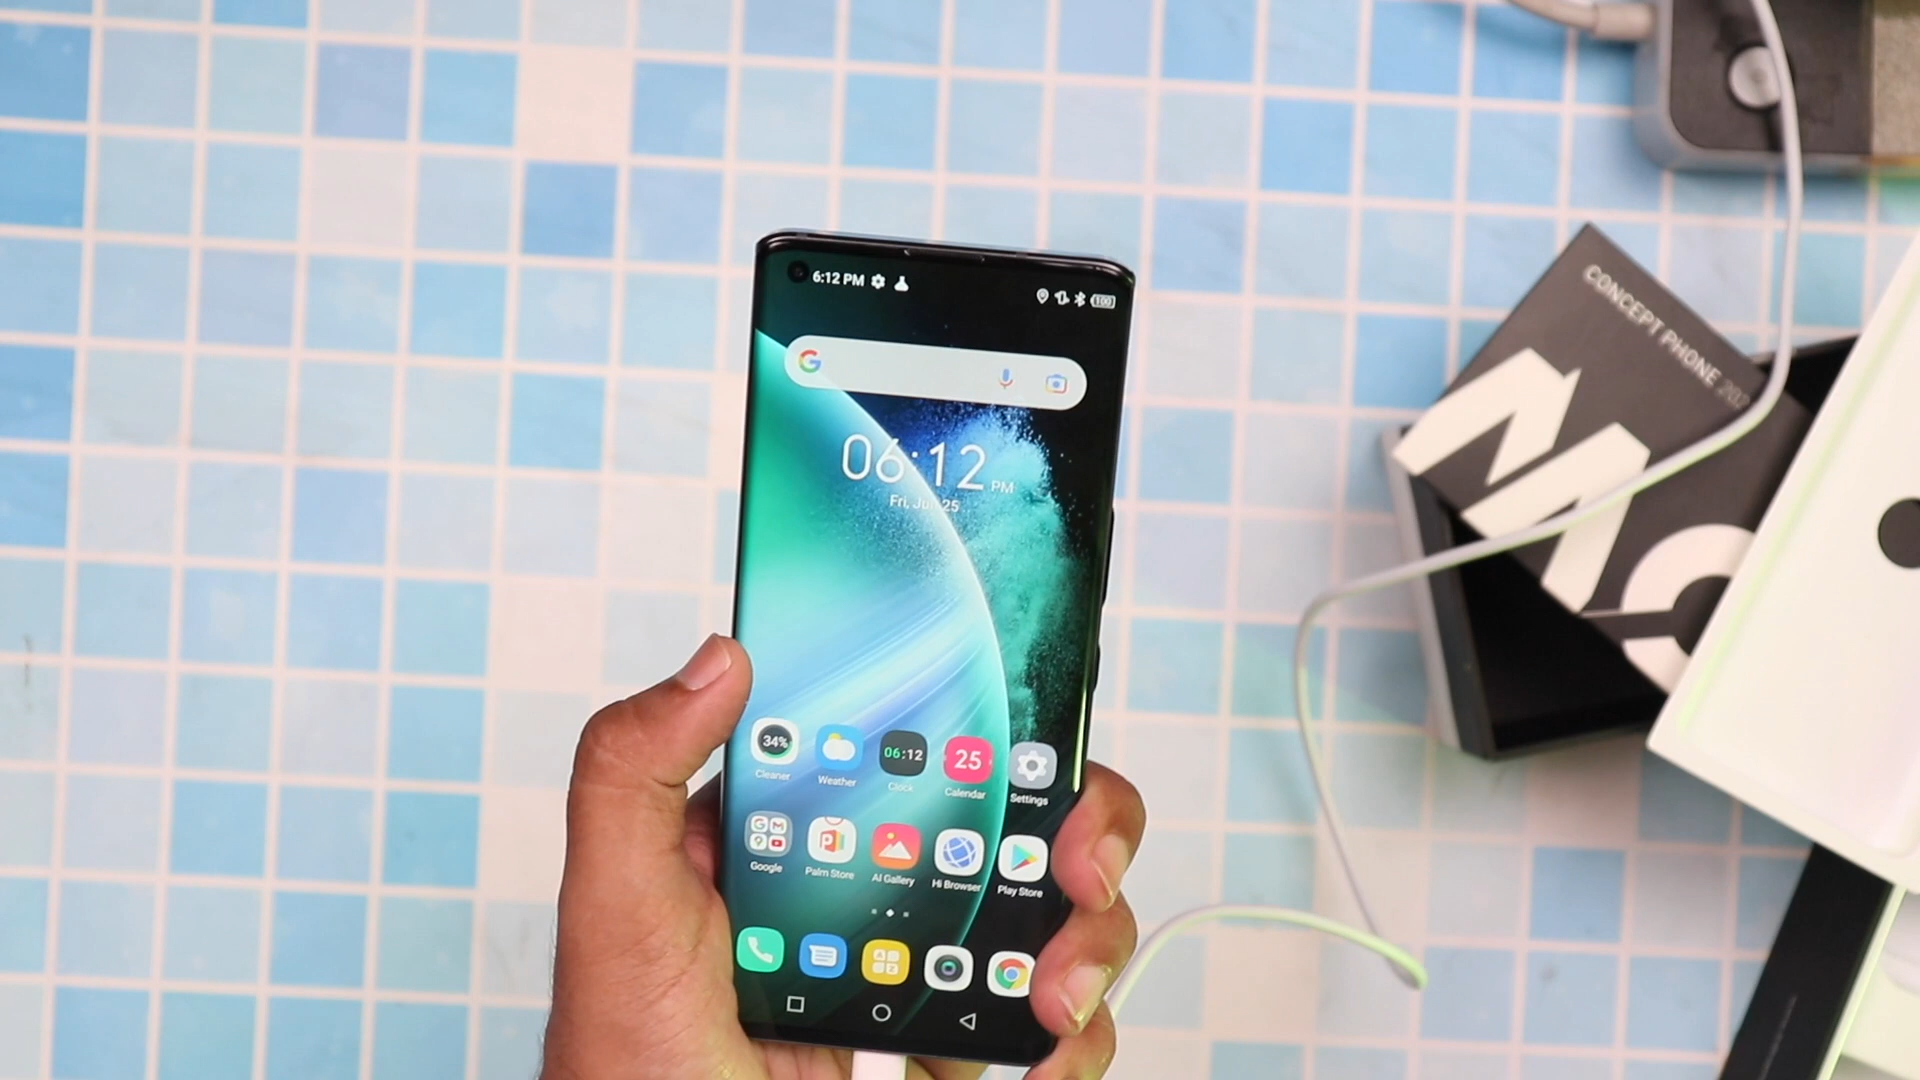 6:12 PM
100
G
06:12 PM
Fri, Jun 25
34%
06:12
25
Cleaner
Weather
Clock
Calendar
Settings
Google
Palm Store
AI Gallery
Hi Browser
Play Store
CONCEPT PHONE